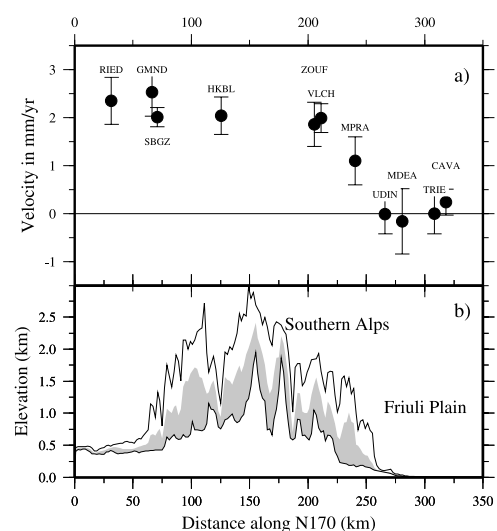 0 100 200 300
RIED GMND ZOUF a)
HKBL VLCH
SBGZ MPRA
MDEA CAVA
UDIN TRIE
3
2
1
0
-1
Velocity in mm/yr
b)
Southern Alps
Friuli Plain
2.5
2.0
1.5
1.0
0.5
0.0
Elevation (km)
0 50 100 150 200 250 300 350
Distance along N170 (km)